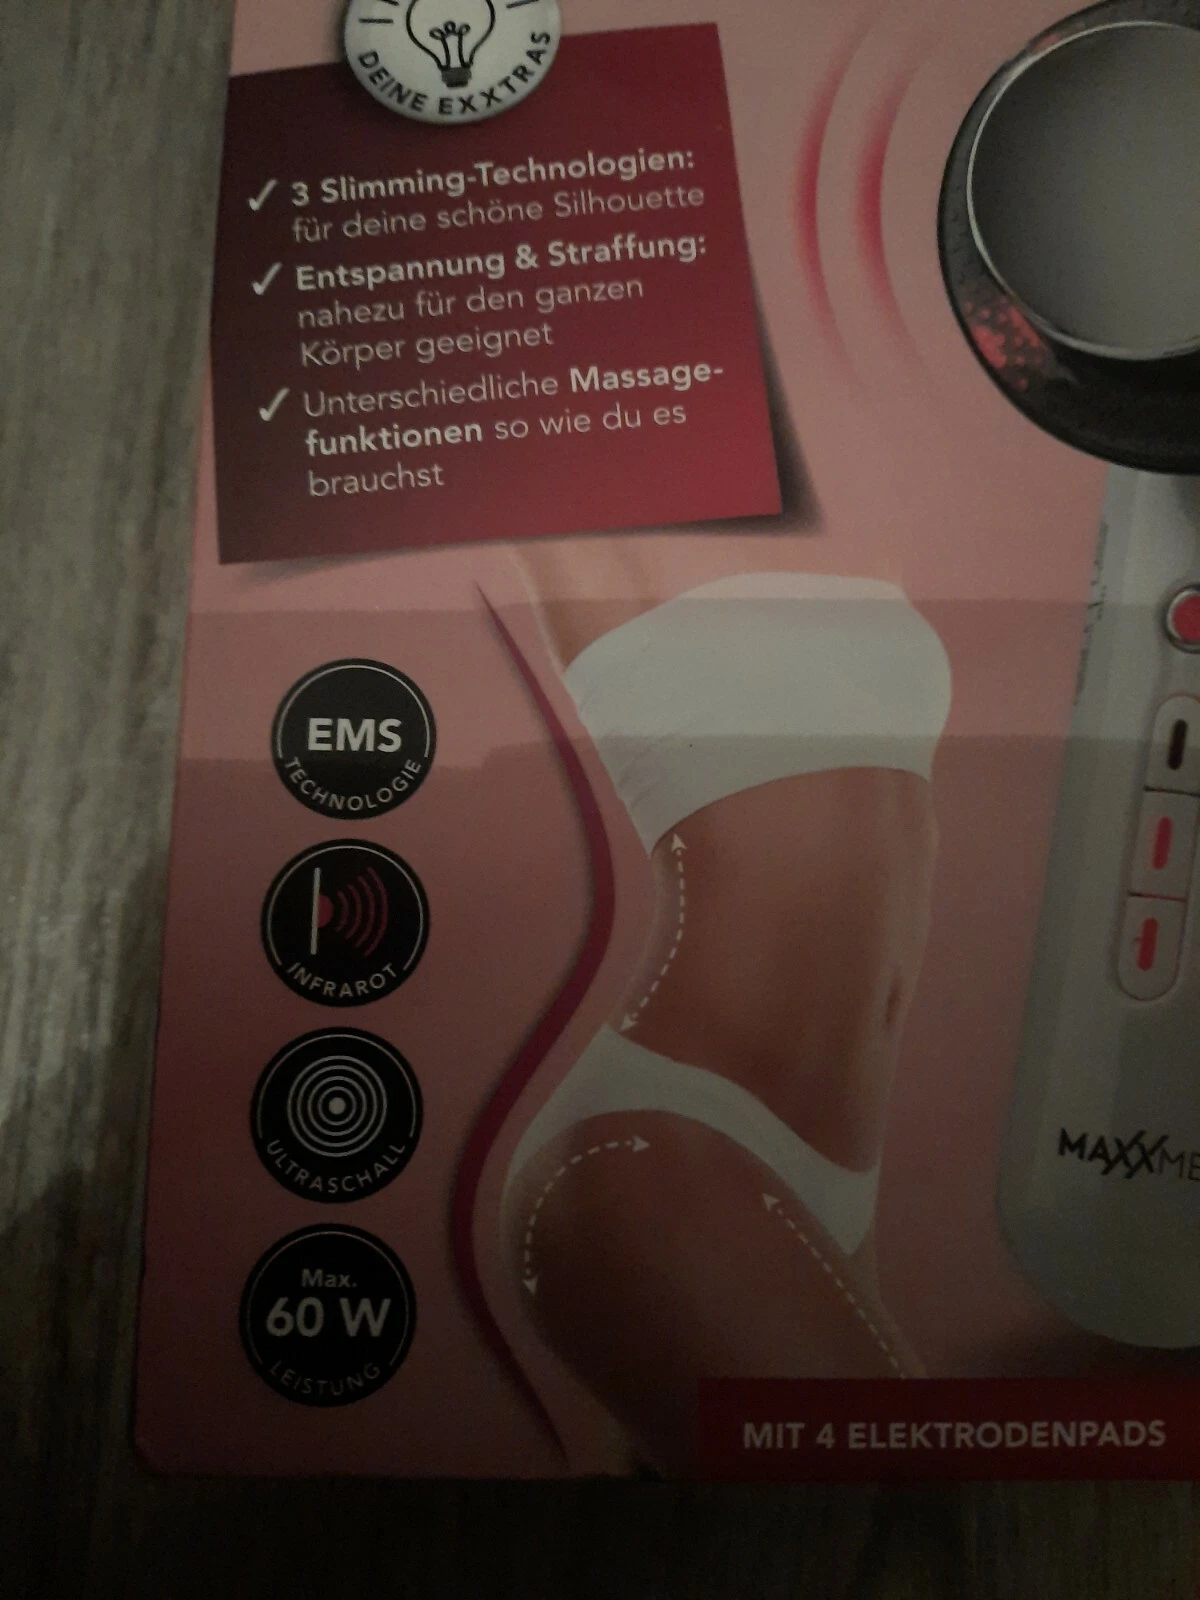 DEINE EXXTRAS
✓ 3 Slimming-Technologien:
für deine schöne Silhouette
✓ Entspannung & Straffung:
nahezu für den ganzen
Körper geeignet
✓ Unterschiedliche Massage-
funktionen so wie du es
brauchst
EMS
TECHNOLOGIE
INFRAROT
ULTRASCHALL
Max.
60 W
LEISTUNG
MAXXME
MIT 4 ELEKTRODENPADS